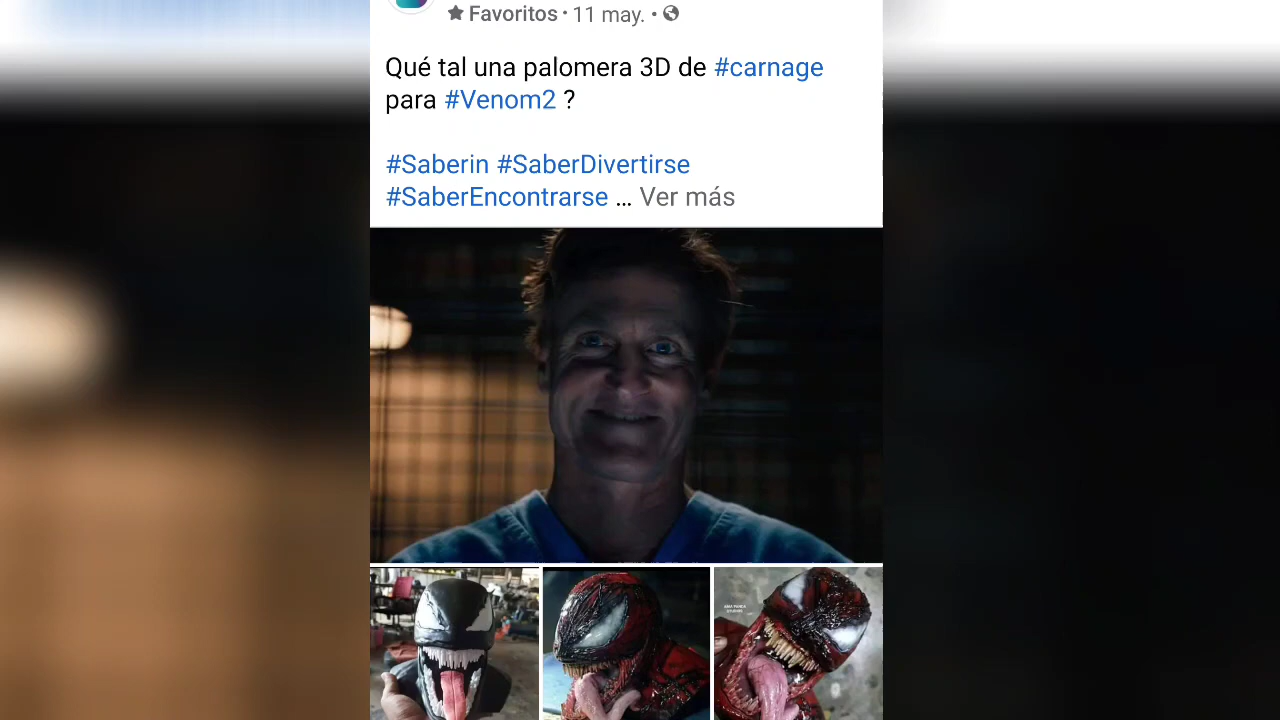 Favoritos · 11 may. ·
Qué tal una palomera 3D de #carnage
para #Venom2 ?
#Saberin #SaberDivertirse
#SaberEncontrarse ... Ver más